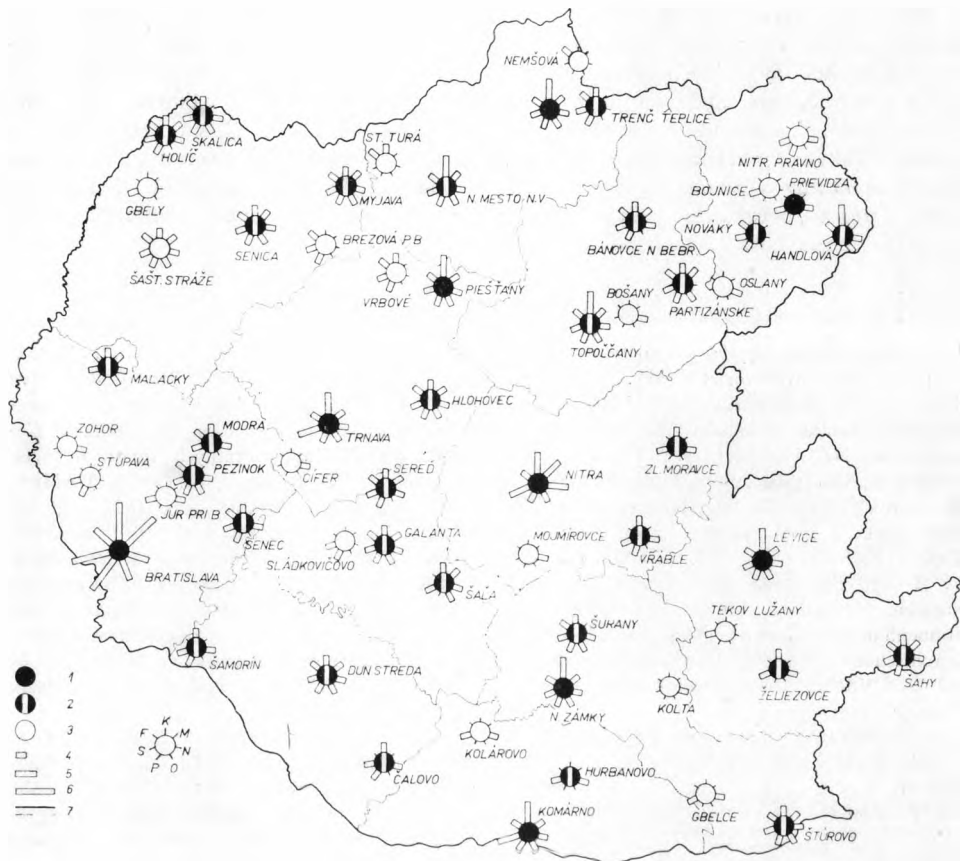 NEMŠOVÁ
TRENČ TEPLICE
SKALICA
HOLÍČ
ST. TURÁ
NITR. PRAVNO
GBELY
MYJAVA
N. MESTO N.V
BOJNICE
PRIEVIDZA
SENICA
BREZOVÁ P.B
BÁNOVCE N BEBR
NOVÁKY
HANDLOVÁ
ŠAŠT. STRÁŽE
VRBOVÉ
PIEŠŤANY
BOŠANY
PARTIZÁNSKE
OSLANY
TOPOĽČANY
MALACKY
HLOHOVEC
TRNAVA
ZOHOR
MODRA
STUPAVA
PEZINOK
CÍFER
SEREĎ
NITRA
ZL MORAVCE
JUR PRI B
SENEC
SLÁDKOVIČOVO
GALANTA
MOJMÍROVCE
VRÁBLE
LEVICE
BRATISLAVA
ŠAĽA
ŠURANY
TEKOV LUŽANY
ŠAMORÍN
DUN STREDA
N ZÁMKY
KOLTA
ŽELIEZOVCE
ŠAHY
KOLÁROVO
ČALOVO
HURBANOVO
GBELCE
KOMÁRNO
ŠTÚROVO
1
2
3
4
5
6
7
K
F M
S N
P O